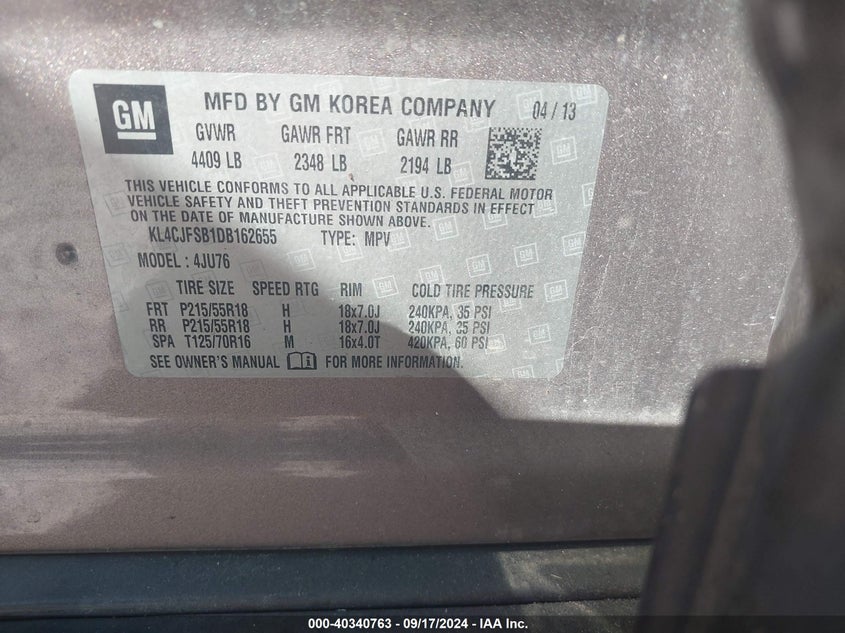 GM
MFD BY GM KOREA COMPANY 04 / 13
GVWR GAWR FRT GAWR RR
4409 LB 2348 LB 2194 LB
THIS VEHICLE CONFORMS TO ALL APPLICABLE U.S. FEDERAL MOTOR
VEHICLE SAFETY AND THEFT PREVENTION STANDARDS IN EFFECT
ON THE DATE OF MANUFACTURE SHOWN ABOVE.
KL4CJFSB1DB162655 TYPE: MPV
MODEL : 4JU76
TIRE SIZE SPEED RTG RIM COLD TIRE PRESSURE
FRT P215/55R18 H 18x7.0J 240KPA, 35 PSI
RR P215/55R18 H 18x7.0J 240KPA, 35 PSI
SPA T125/70R16 M 16x4.0T 420KPA, 60 PSI
SEE OWNER'S MANUAL FOR MORE INFORMATION.
000-40340763 - 09/17/2024 - IAA Inc.